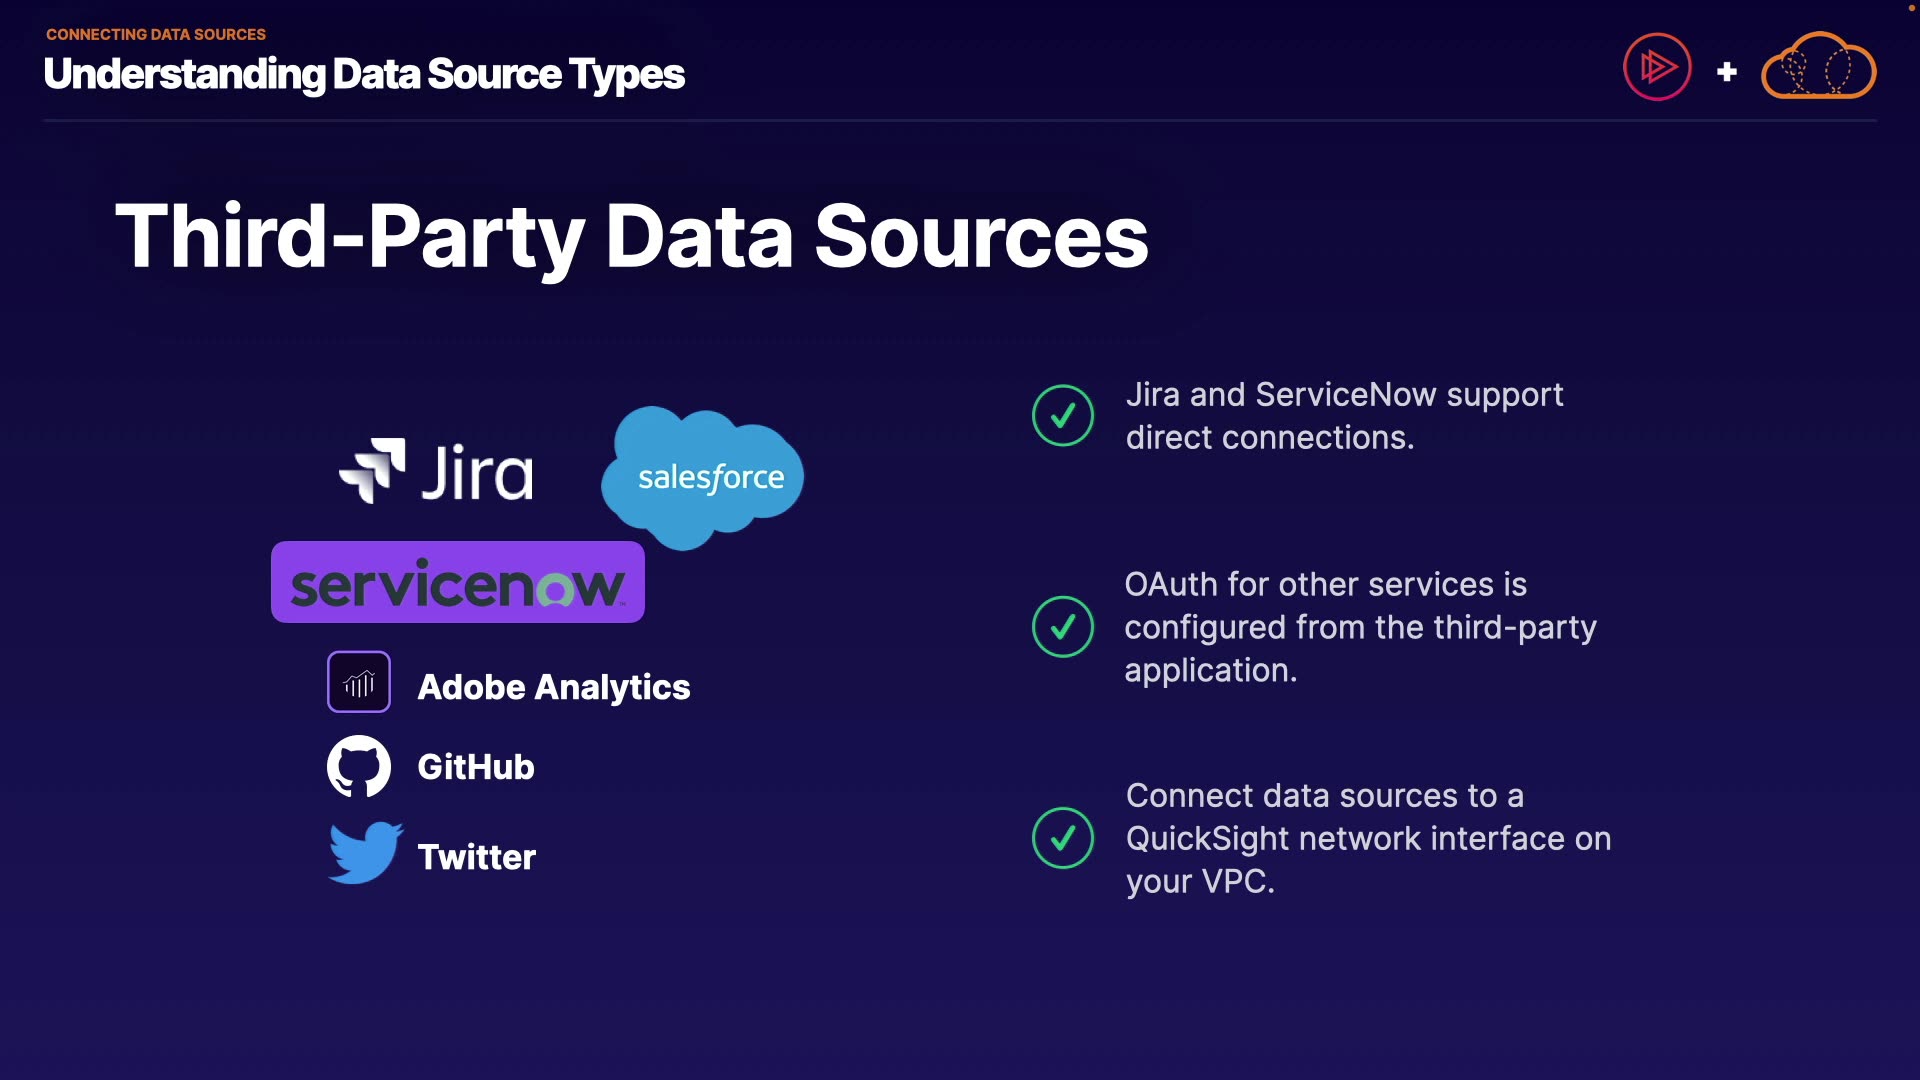 CONNECTING DATA SOURCES
Understanding Data Source Types
+
Third-Party Data Sources
Jira
salesforce
servicenow
Adobe Analytics
GitHub
Twitter
Jira and ServiceNow support
direct connections.
OAuth for other services is
configured from the third-party
application.
Connect data sources to a
QuickSight network interface on
your VPC.